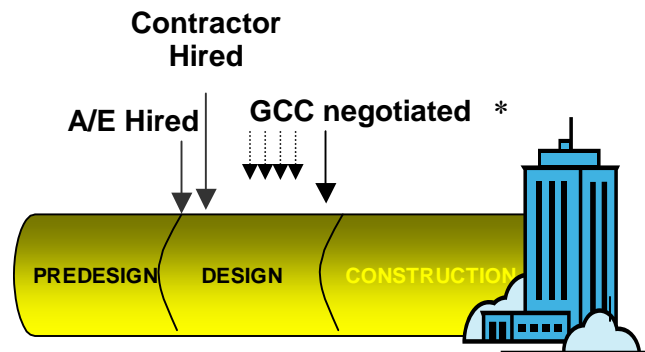 Contractor
Hired
A/E Hired
GCC negotiated *
PREDESIGN
DESIGN
CONSTRUCTION